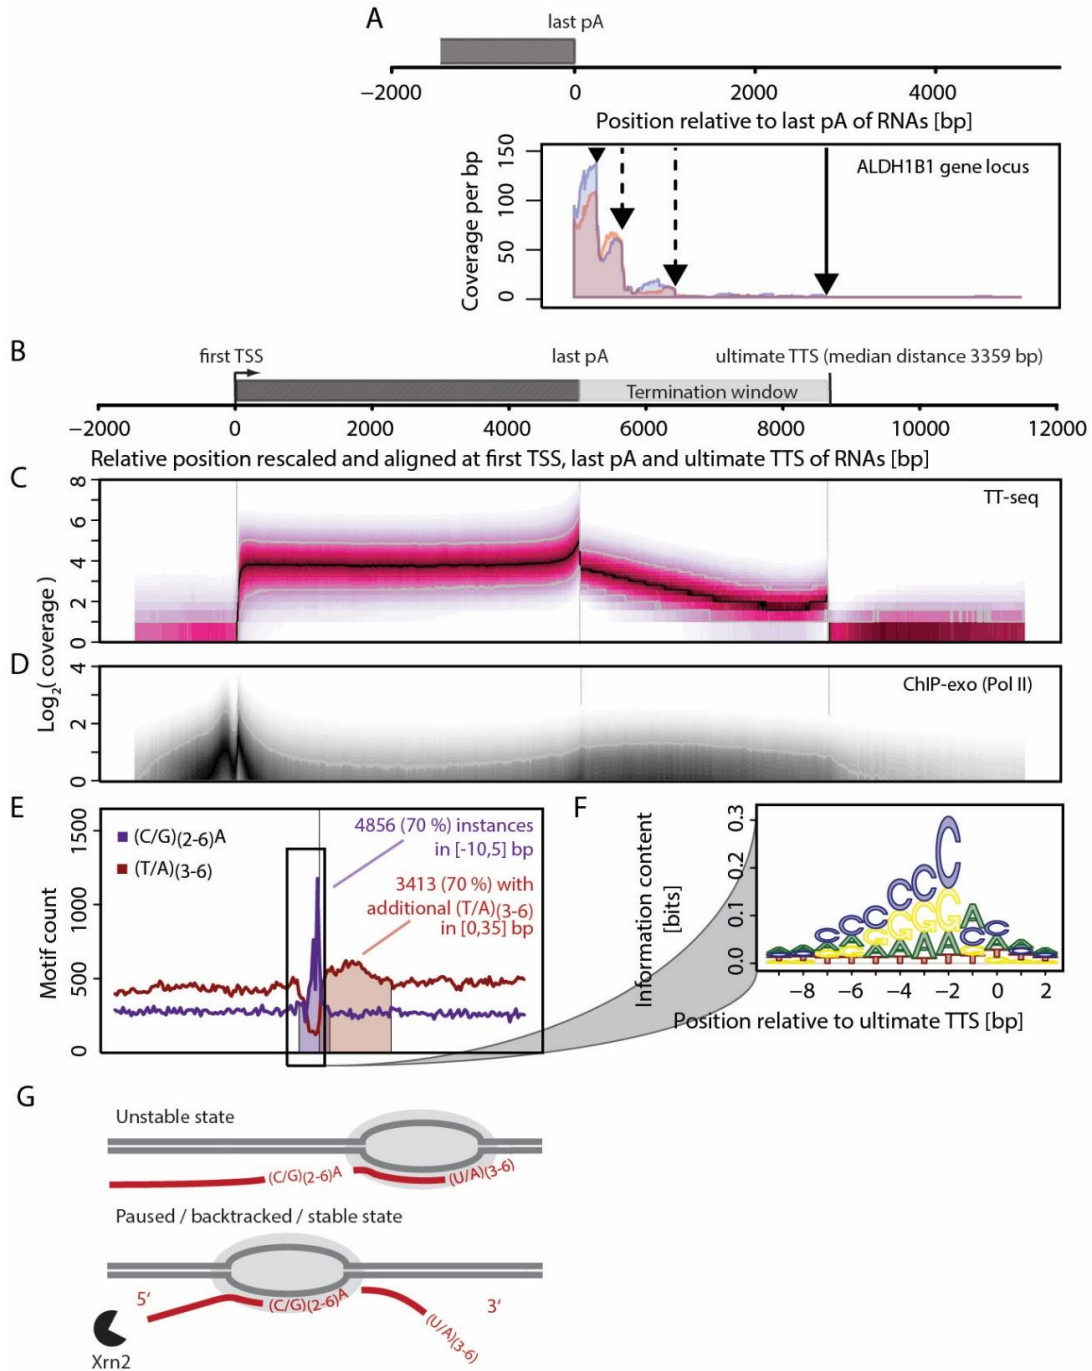 A
last pA
−2000 0 2000 4000
Position relative to last pA of RNAs [bp]
Coverage per bp
150
100
50
0
ALDH1B1 gene locus
B
first TSS
last pA
ultimate TTS (median distance 3359 bp)
Termination window
−2000 0 2000 4000 6000 8000 10000 12000
Relative position rescaled and aligned at first TSS, last pA and ultimate TTS of RNAs [bp]
C
8
6
4
2
0
TT-seq
Log2( coverage)
D
4
2
0
ChIP-exo (Pol II)
E
Motif count
1500
1000
500
0
(C/G)(2-6)A
(T/A)(3-6)
4856 (70 %) instances
in [-10,5] bp
3413 (70 %) with
additional (T/A)(3-6)
in [0,35] bp
F
Information content
[bits]
0.3
0.2
0.1
0.0
−8 −6 −4 −2 0 2
Position relative to ultimate TTS [bp]
G
Unstable state
(C/G)(2-6)A
(U/A)(3-6)
Paused / backtracked / stable state
5′
(C/G)(2-6)A
(U/A)(3-6)
3′
Xrn2